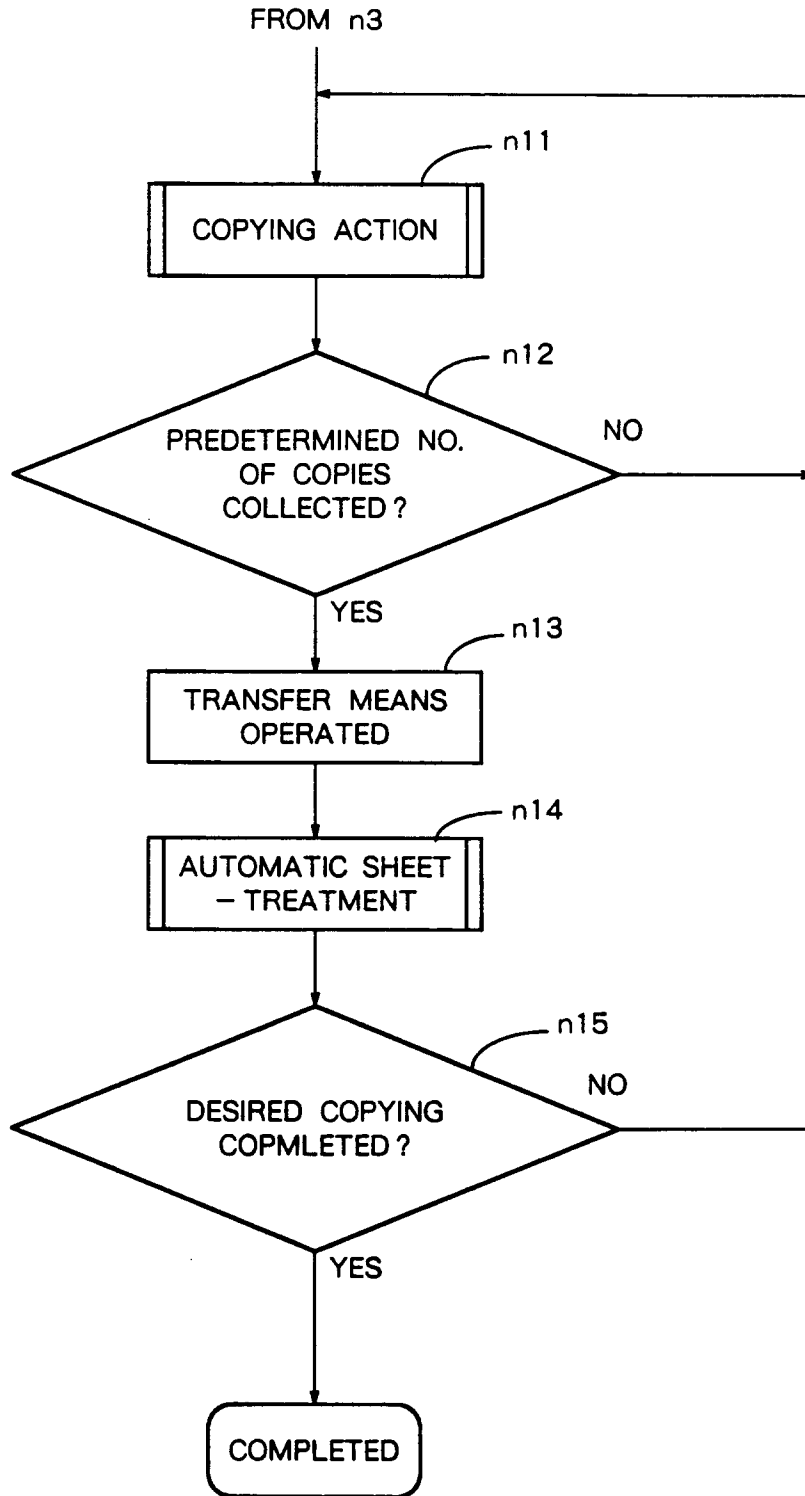 FROM n3
n11
COPYING ACTION
n12
PREDETERMINED NO.
OF COPIES
COLLECTED ?
NO
YES
n13
TRANSFER MEANS
OPERATED
n14
AUTOMATIC SHEET
– TREATMENT
n15
DESIRED COPYING
COPMLETED ?
NO
YES
COMPLETED